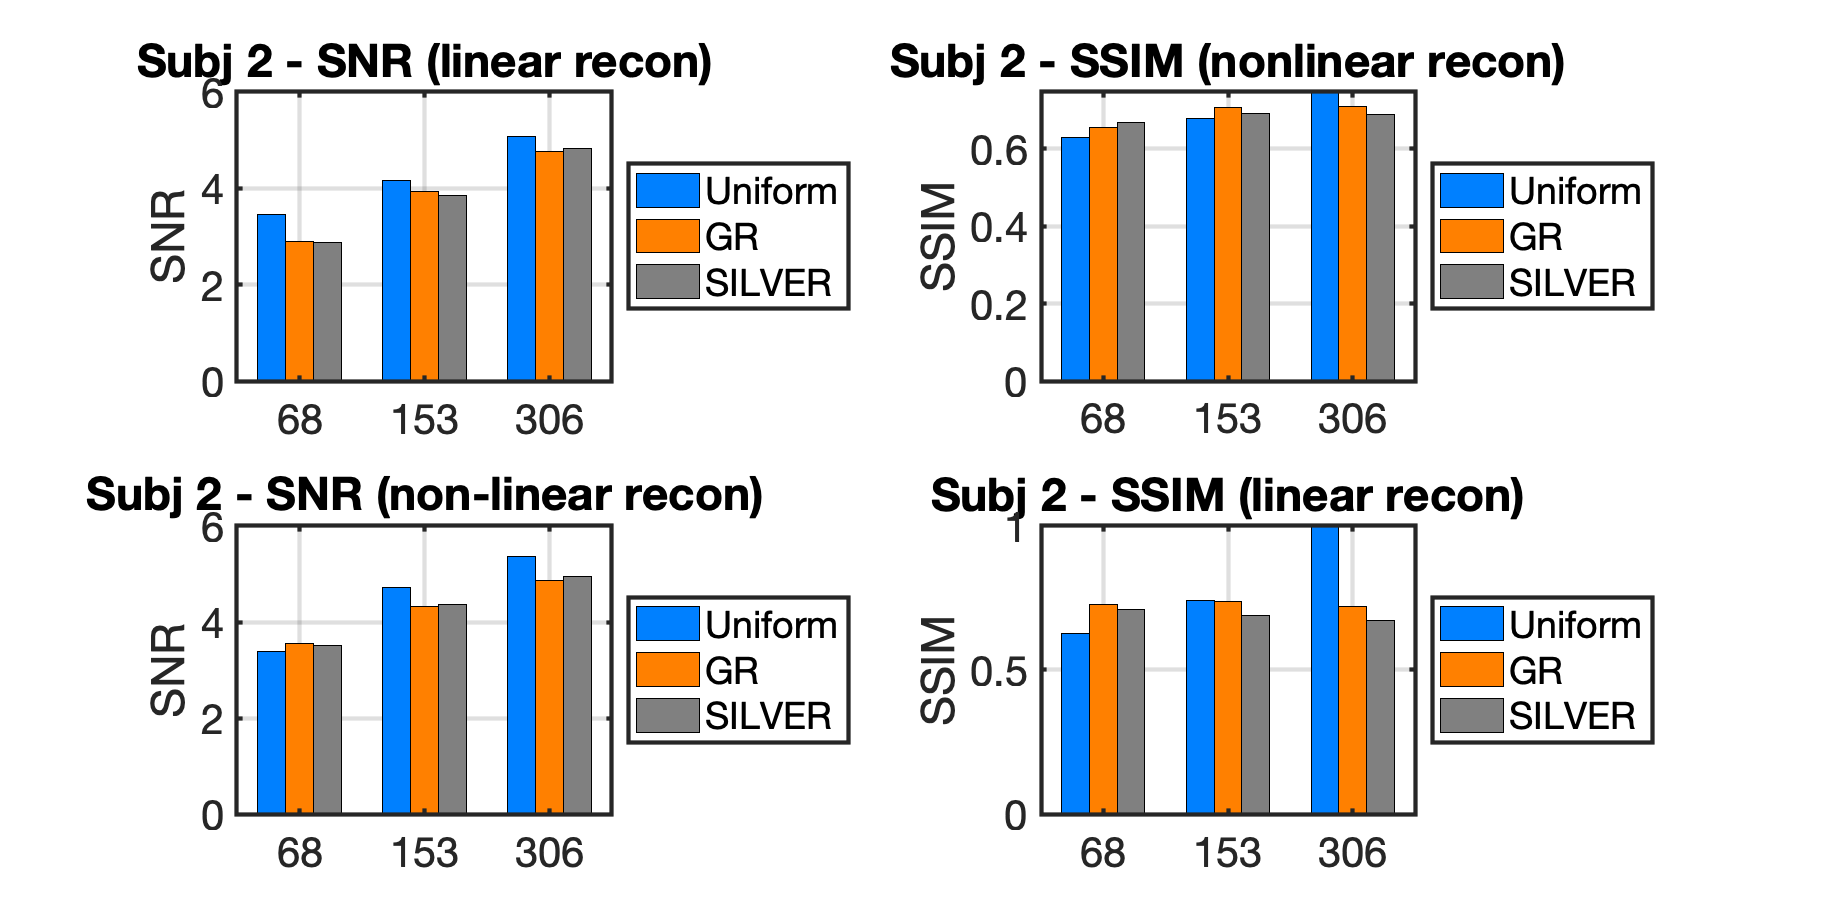 Subj 2 - SNR (linear recon)
6
4
2
0
SNR
68 153 306
Uniform
GR
SILVER
Subj 2 - SSIM (nonlinear recon)
0.6
0.4
0.2
0
SSIM
68 153 306
Uniform
GR
SILVER
Subj 2 - SNR (non-linear recon)
6
4
2
0
SNR
68 153 306
Uniform
GR
SILVER
Subj 2 - SSIM (linear recon)
1
0.5
0
SSIM
68 153 306
Uniform
GR
SILVER